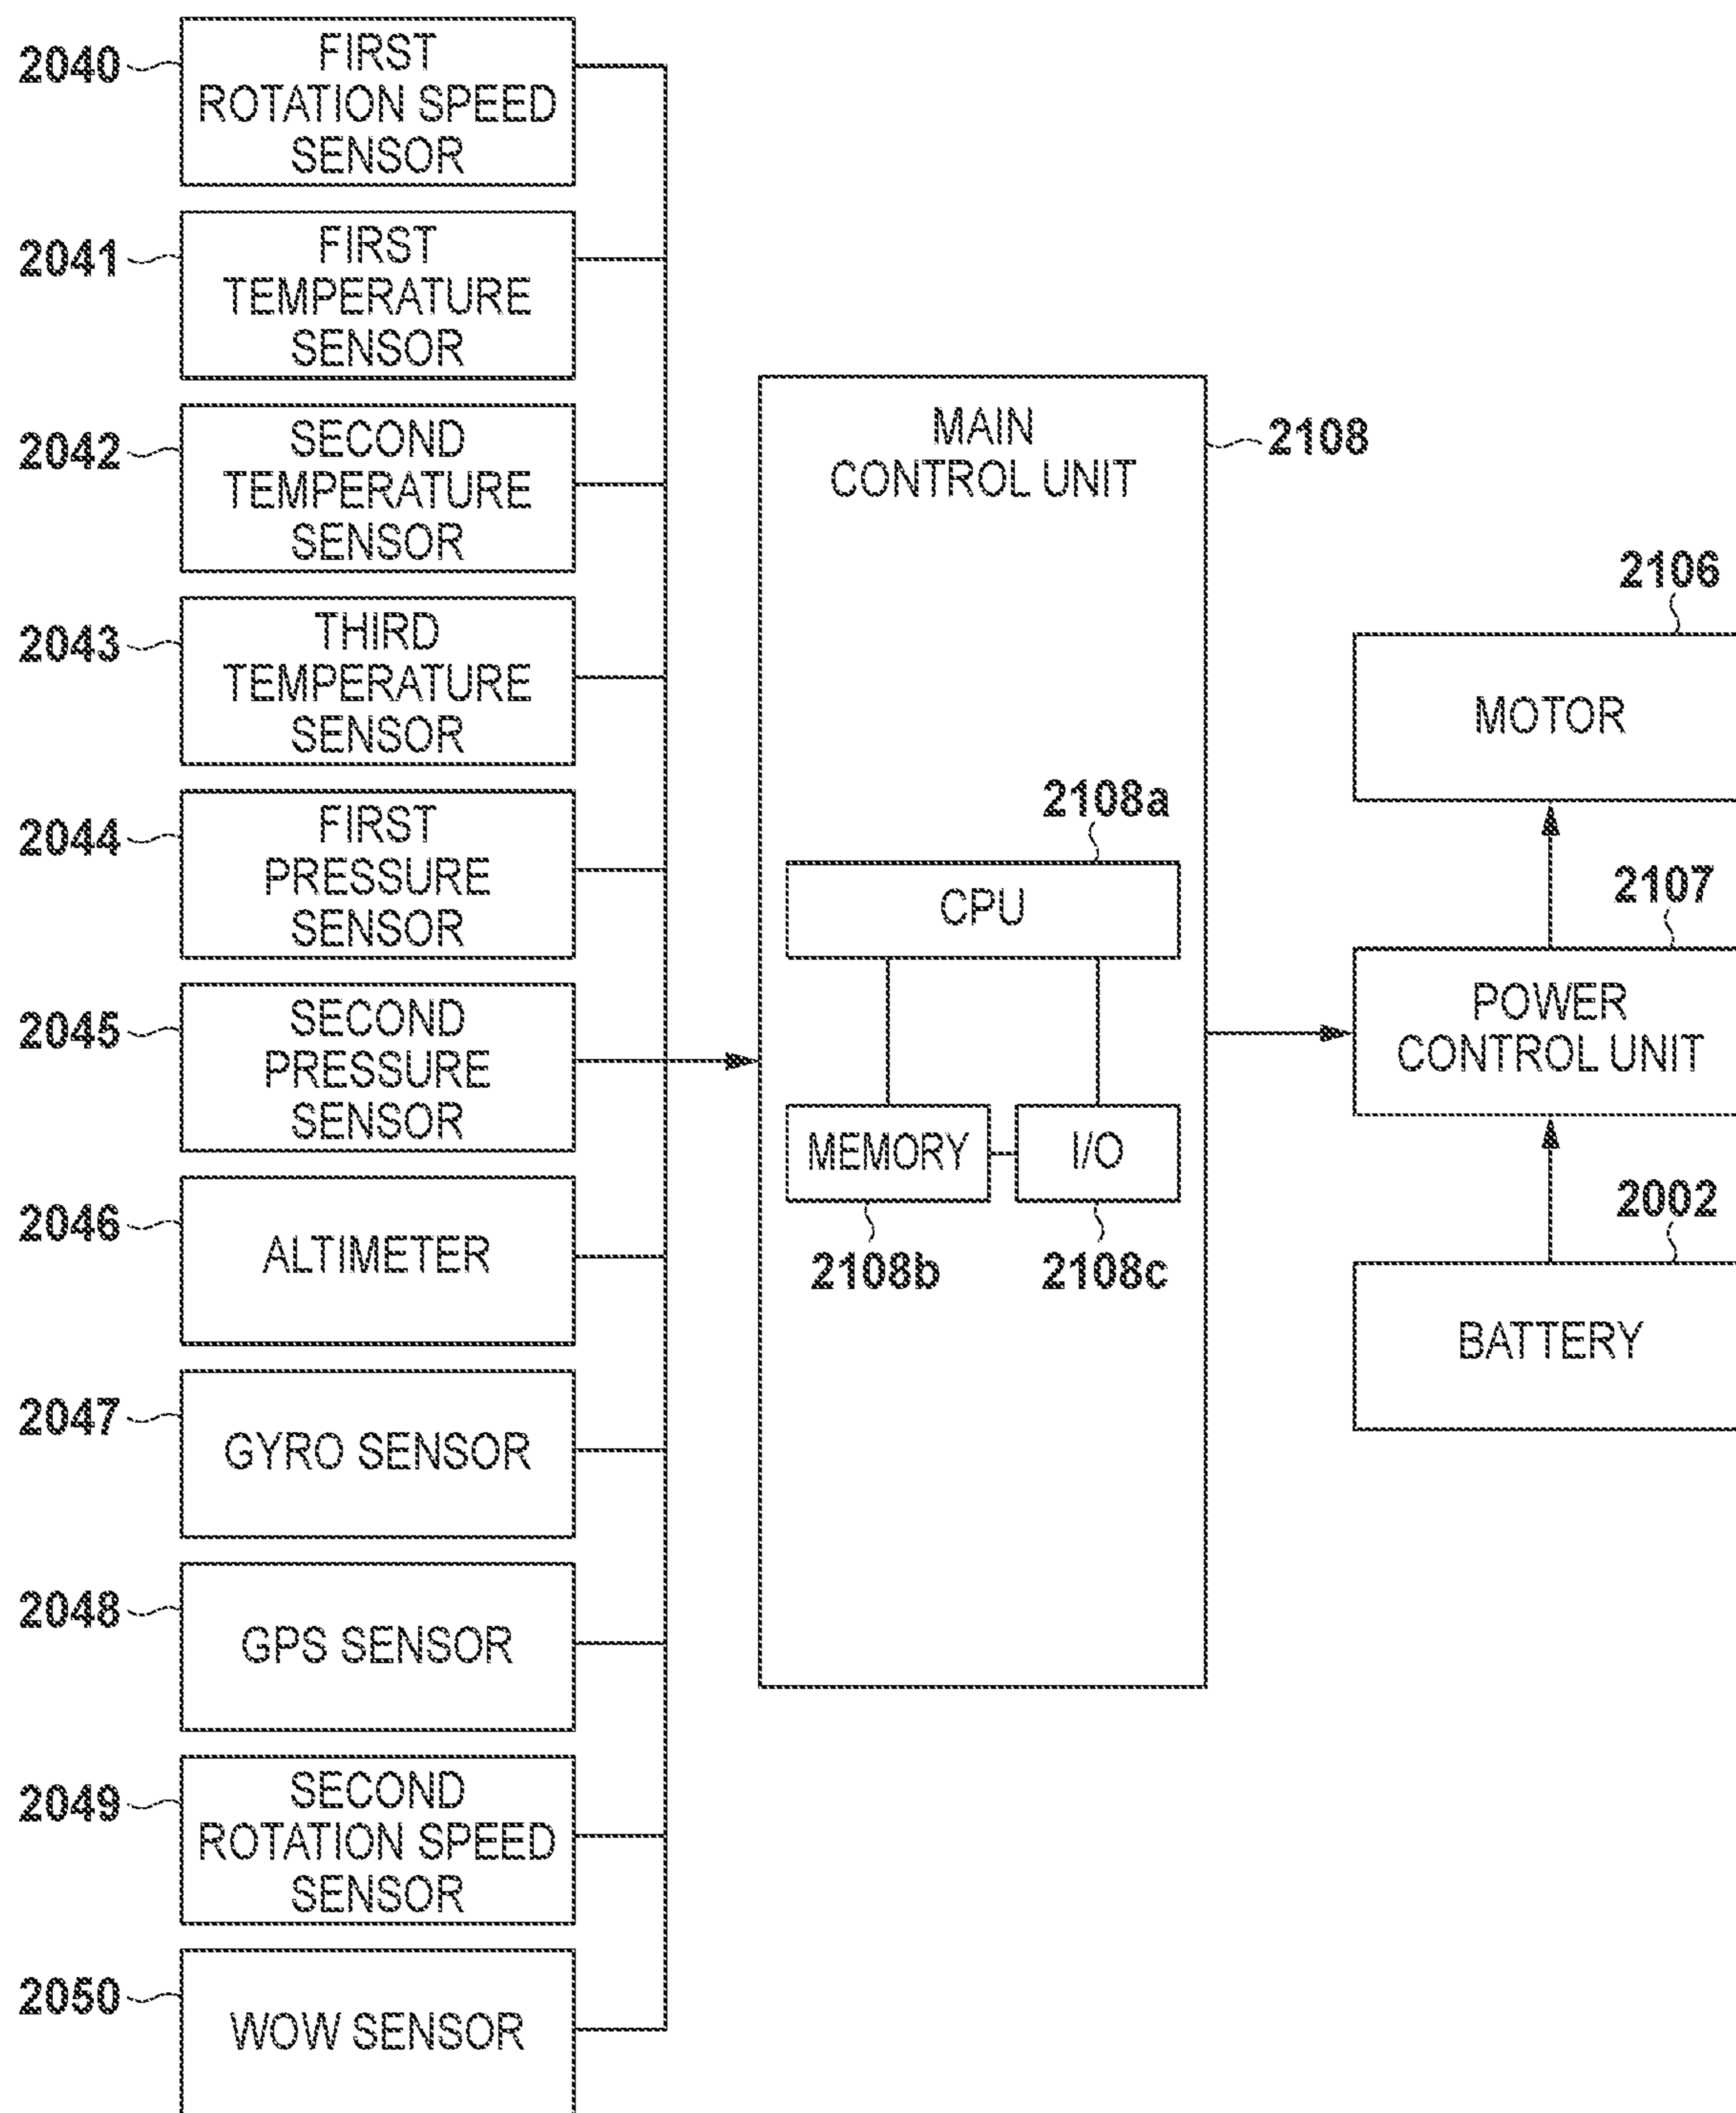 2040
FIRST
ROTATION SPEED
SENSOR
2041
FIRST
TEMPERATURE
SENSOR
2042
SECOND
TEMPERATURE
SENSOR
2043
THIRD
TEMPERATURE
SENSOR
2044
FIRST
PRESSURE
SENSOR
2045
SECOND
PRESSURE
SENSOR
2046
ALTIMETER
2047
GYRO SENSOR
2048
GPS SENSOR
2049
SECOND
ROTATION SPEED
SENSOR
2050
WOW SENSOR
MAIN
CONTROL UNIT
2108
2108a
CPU
MEMORY
I/O
2108b
2108c
2106
MOTOR
2107
POWER
CONTROL UNIT
2002
BATTERY